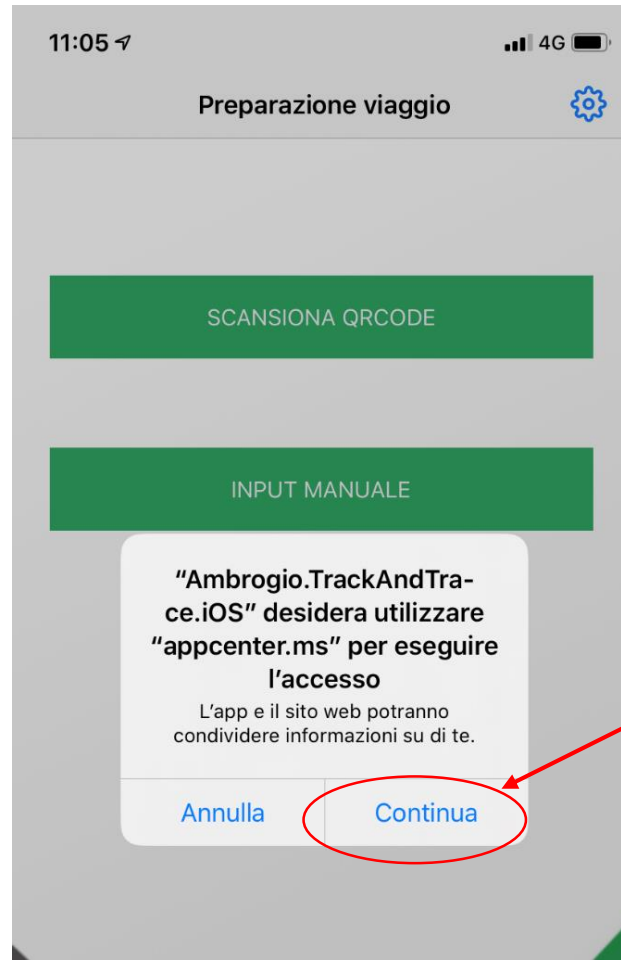 11:05 4G
Preparazione viaggio
SCANSIONA QRCODE
INPUT MANUALE
“Ambrogio.TrackAndTra-
ce.iOS” desidera utilizzare
“appcenter.ms” per eseguire
l’accesso
L’app e il sito web potranno
condividere informazioni su di te.
Annulla Continua